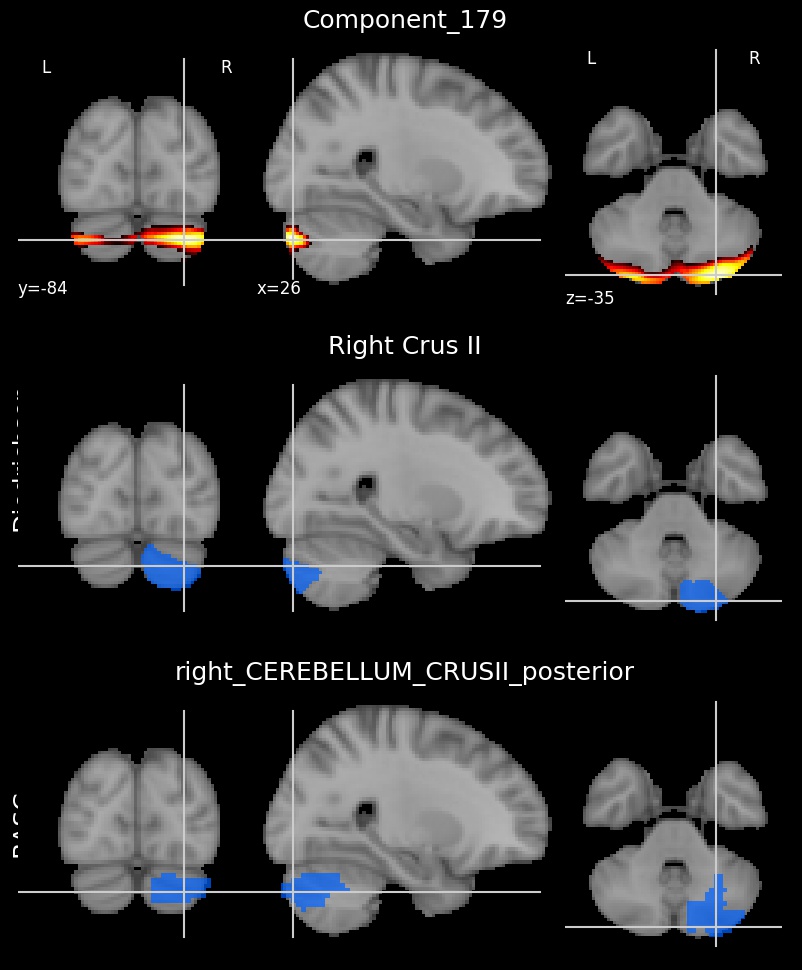 Component_179
L R L R
y=-84 x=26 z=-35
Right Crus II
right_CEREBELLUM_CRUSII_posterior